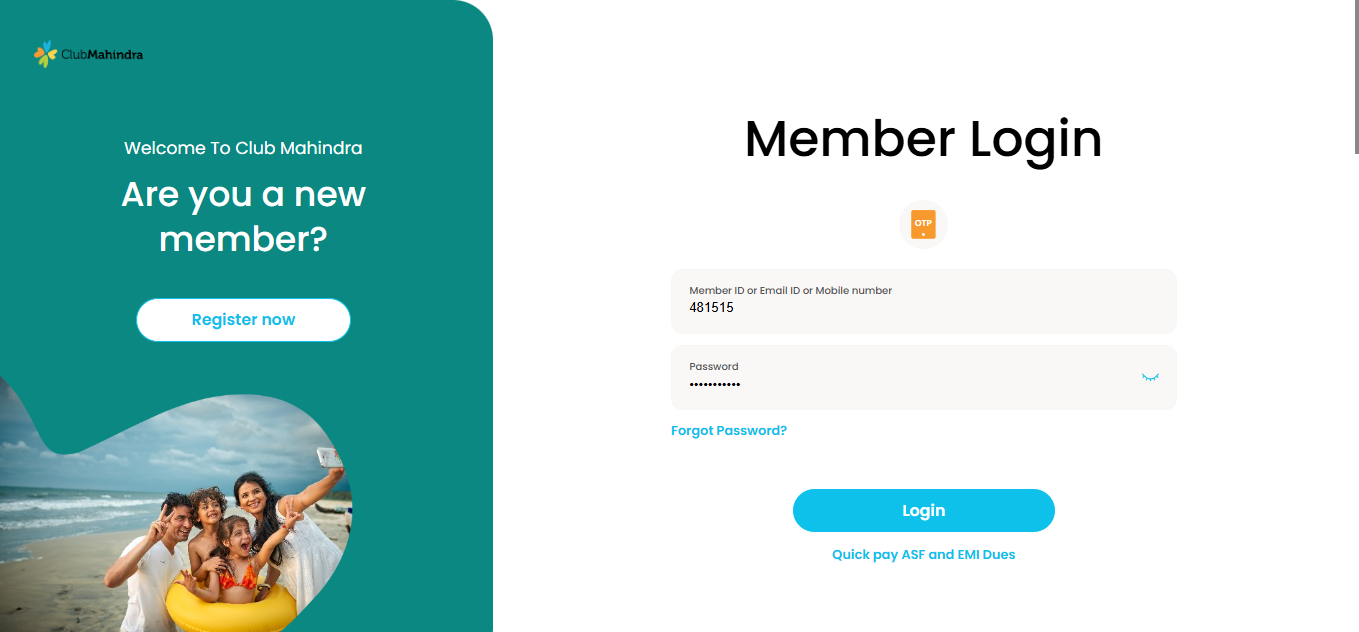 ClubMahindra
Welcome To Club Mahindra
Are you a new
member?
Register now
Member Login
OTP
Member ID or Email ID or Mobile number
481515
Password
•••••••••••
Forgot Password?
Login
Quick pay ASF and EMI Dues